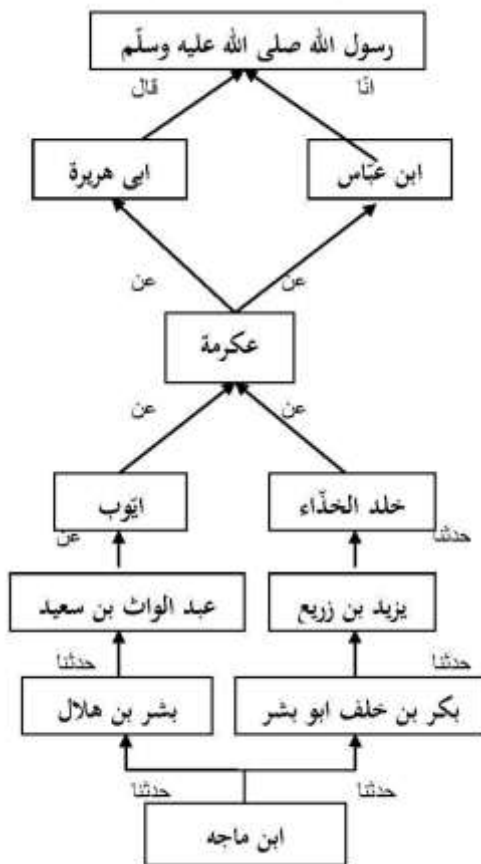 رسول الله صلى الله عليه وسلّم
قال
انّا
ابى هريرة
ابن عبّاس
عن
عن
عكرمة
عن
عن
ايّوب
خلد الخذّاء
عن
حدثنا
عبد الواث بن سعيد
يزيد بن زريع
حدثنا
حدثنا
بشر بن هلال
بكر بن خلف ابو بشر
حدثنا
حدثنا
ابن ماجه